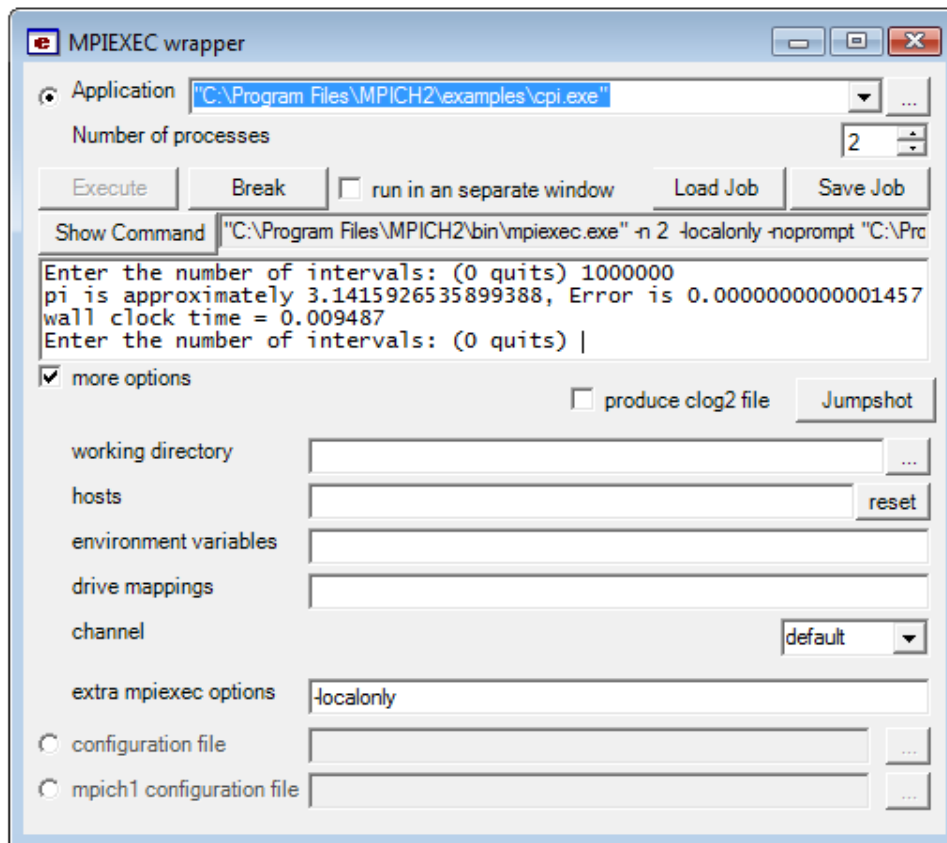 MPIEXEC wrapper
Application "C:\Program Files\MPICH2\examples\cpi.exe" ...
Number of processes 2
Execute Break run in an separate window Load Job Save Job
Show Command "C:\Program Files\MPICH2\bin\mpiexec.exe" -n 2 -localonly -noprompt "C:\Pro
Enter the number of intervals: (0 quits) 1000000
pi is approximately 3.1415926535899388, Error is 0.0000000000001457
wall clock time = 0.009487
Enter the number of intervals: (0 quits) |
more options
produce clog2 file Jumpshot
working directory ...
hosts reset
environment variables
drive mappings
channel default
extra mpiexec options -localonly
configuration file ...
mpich1 configuration file ...